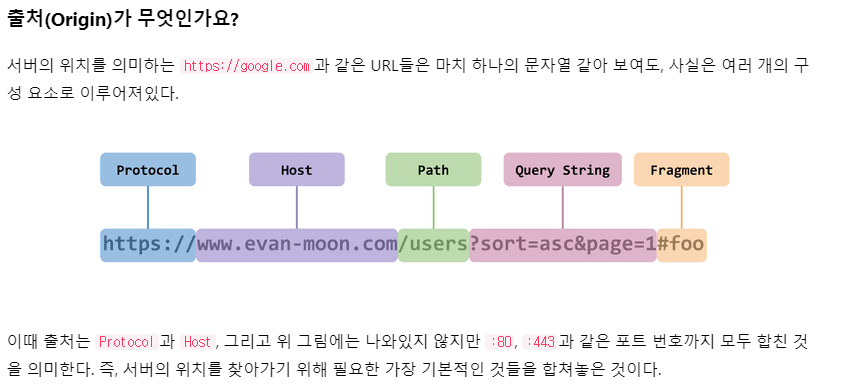 출처(Origin)가 무엇인가요?
서버의 위치를 의미하는 https://google.com 과 같은 URL들은 마치 하나의 문자열 같아 보여도, 사실은 여러 개의 구
성 요소로 이루어져있다.
Protocol Host Path Query String Fragment
https://www.evan-moon.com/users?sort=asc&page=1#foo
이때 출처는 Protocol 과 Host, 그리고 위 그림에는 나와있지 않지만 :80, :443 과 같은 포트 번호까지 모두 합친 것
을 의미한다. 즉, 서버의 위치를 찾아가기 위해 필요한 가장 기본적인 것들을 합쳐놓은 것이다.